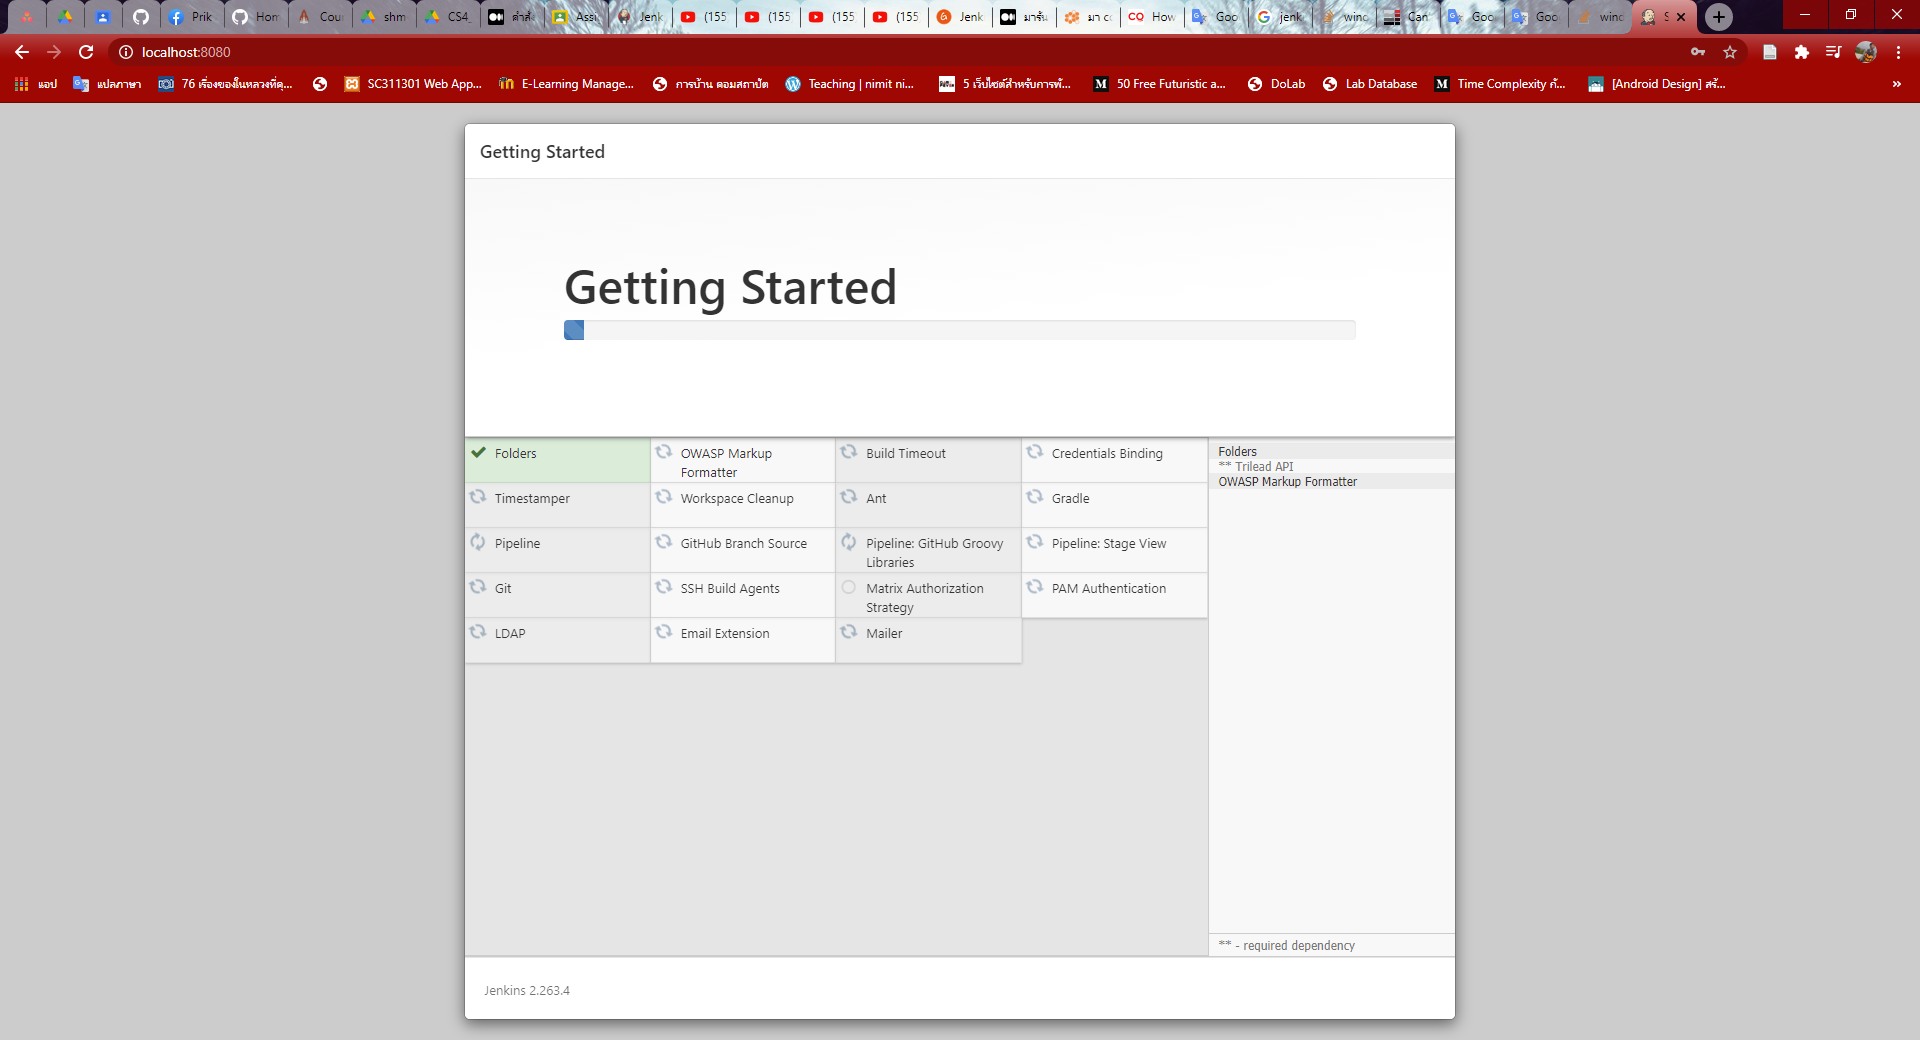 Prik
Hom
Cou
shm
CS4_
คำสั่
Assi
Jenk
(155
(155
(155
(155
Jenk
มารัน
มา cc
How
Goo
jenk
winc
Can
Goo
Goo
winc
S
localhost:8080
แอป
แปลภาษา
76 เรื่องของในหลวงที่คุ...
SC311301 Web App...
E-Learning Manage...
การบ้าน คอมสถาปัต
Teaching | nimit ni...
5 เว็บไซต์สำหรับการพั...
50 Free Futuristic a...
DoLab
Lab Database
Time Complexity คื...
[Android Design] สร้...
»
Getting Started
Getting Started
Folders
OWASP Markup
Formatter
Build Timeout
Credentials Binding
Timestamper
Workspace Cleanup
Ant
Gradle
Pipeline
GitHub Branch Source
Pipeline: GitHub Groovy
Libraries
Pipeline: Stage View
Git
SSH Build Agents
Matrix Authorization
Strategy
PAM Authentication
LDAP
Email Extension
Mailer
Folders
** Trilead API
OWASP Markup Formatter
** - required dependency
Jenkins 2.263.4